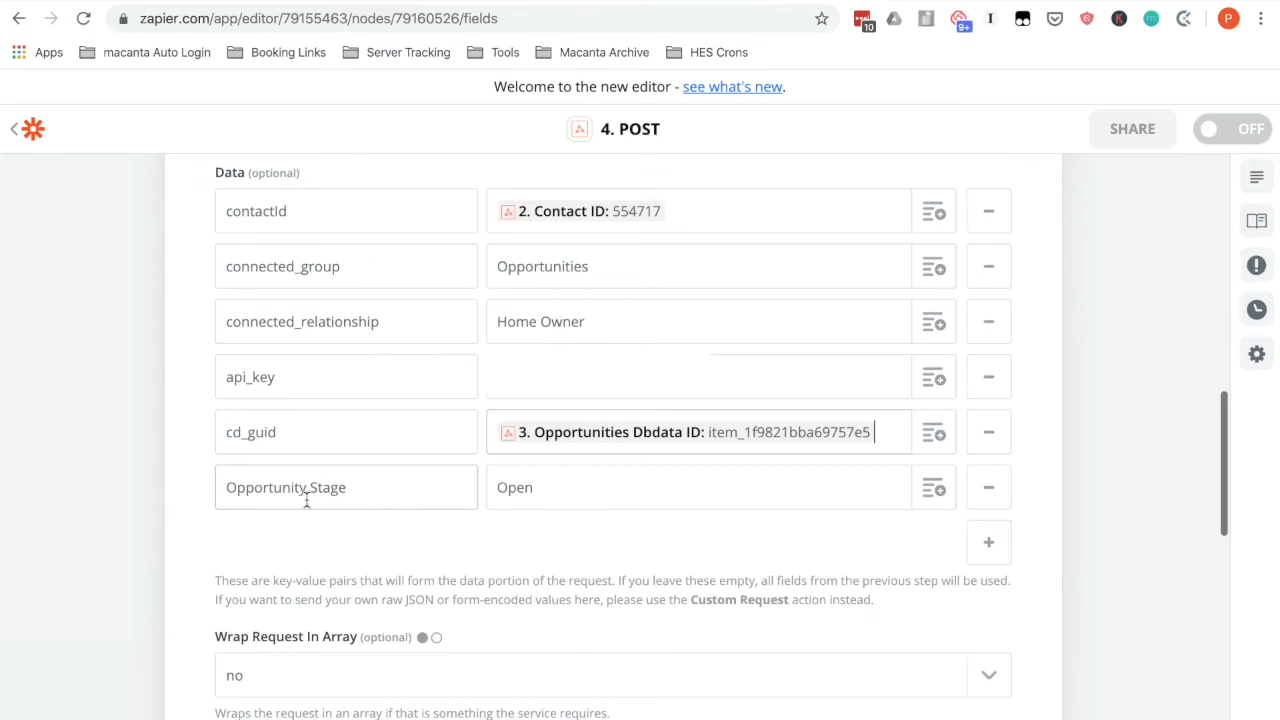 zapier.com/app/editor/79155463/nodes/79160526/fields
10
9+
I
K
P
Apps
macanta Auto Login
Booking Links
Server Tracking
Tools
Macanta Archive
HES Crons
Welcome to the new editor - see what's new.
4. POST
SHARE
OFF
Data (optional)
contactId
2. Contact ID: 554717
connected_group
Opportunities
connected_relationship
Home Owner
api_key
cd_guid
3. Opportunities Dbdata ID: item_1f9821bba69757e5
Opportunity Stage
Open
These are key-value pairs that will form the data portion of the request. If you leave these empty, all fields from the previous step will be used.
If you want to send your own raw JSON or form-encoded values here, please use the Custom Request action instead.
Wrap Request In Array (optional)
no
Wraps the request in an array if that is something the service requires.